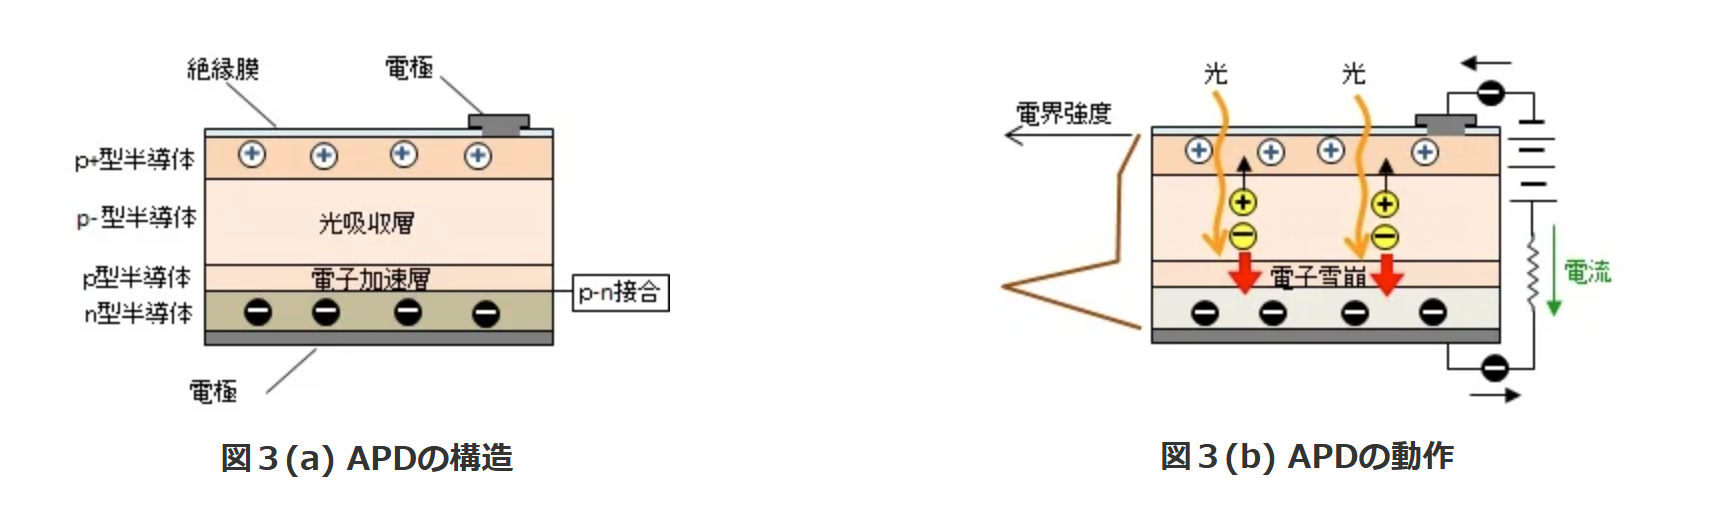 絶縁膜
電極
p+型半導体
p-型半導体
光吸収層
p型半導体
電子加速層
p-n接合
n型半導体
電極
図３(a) APDの構造
光
光
電界強度
電子雪崩
電流
図３(b) APDの動作